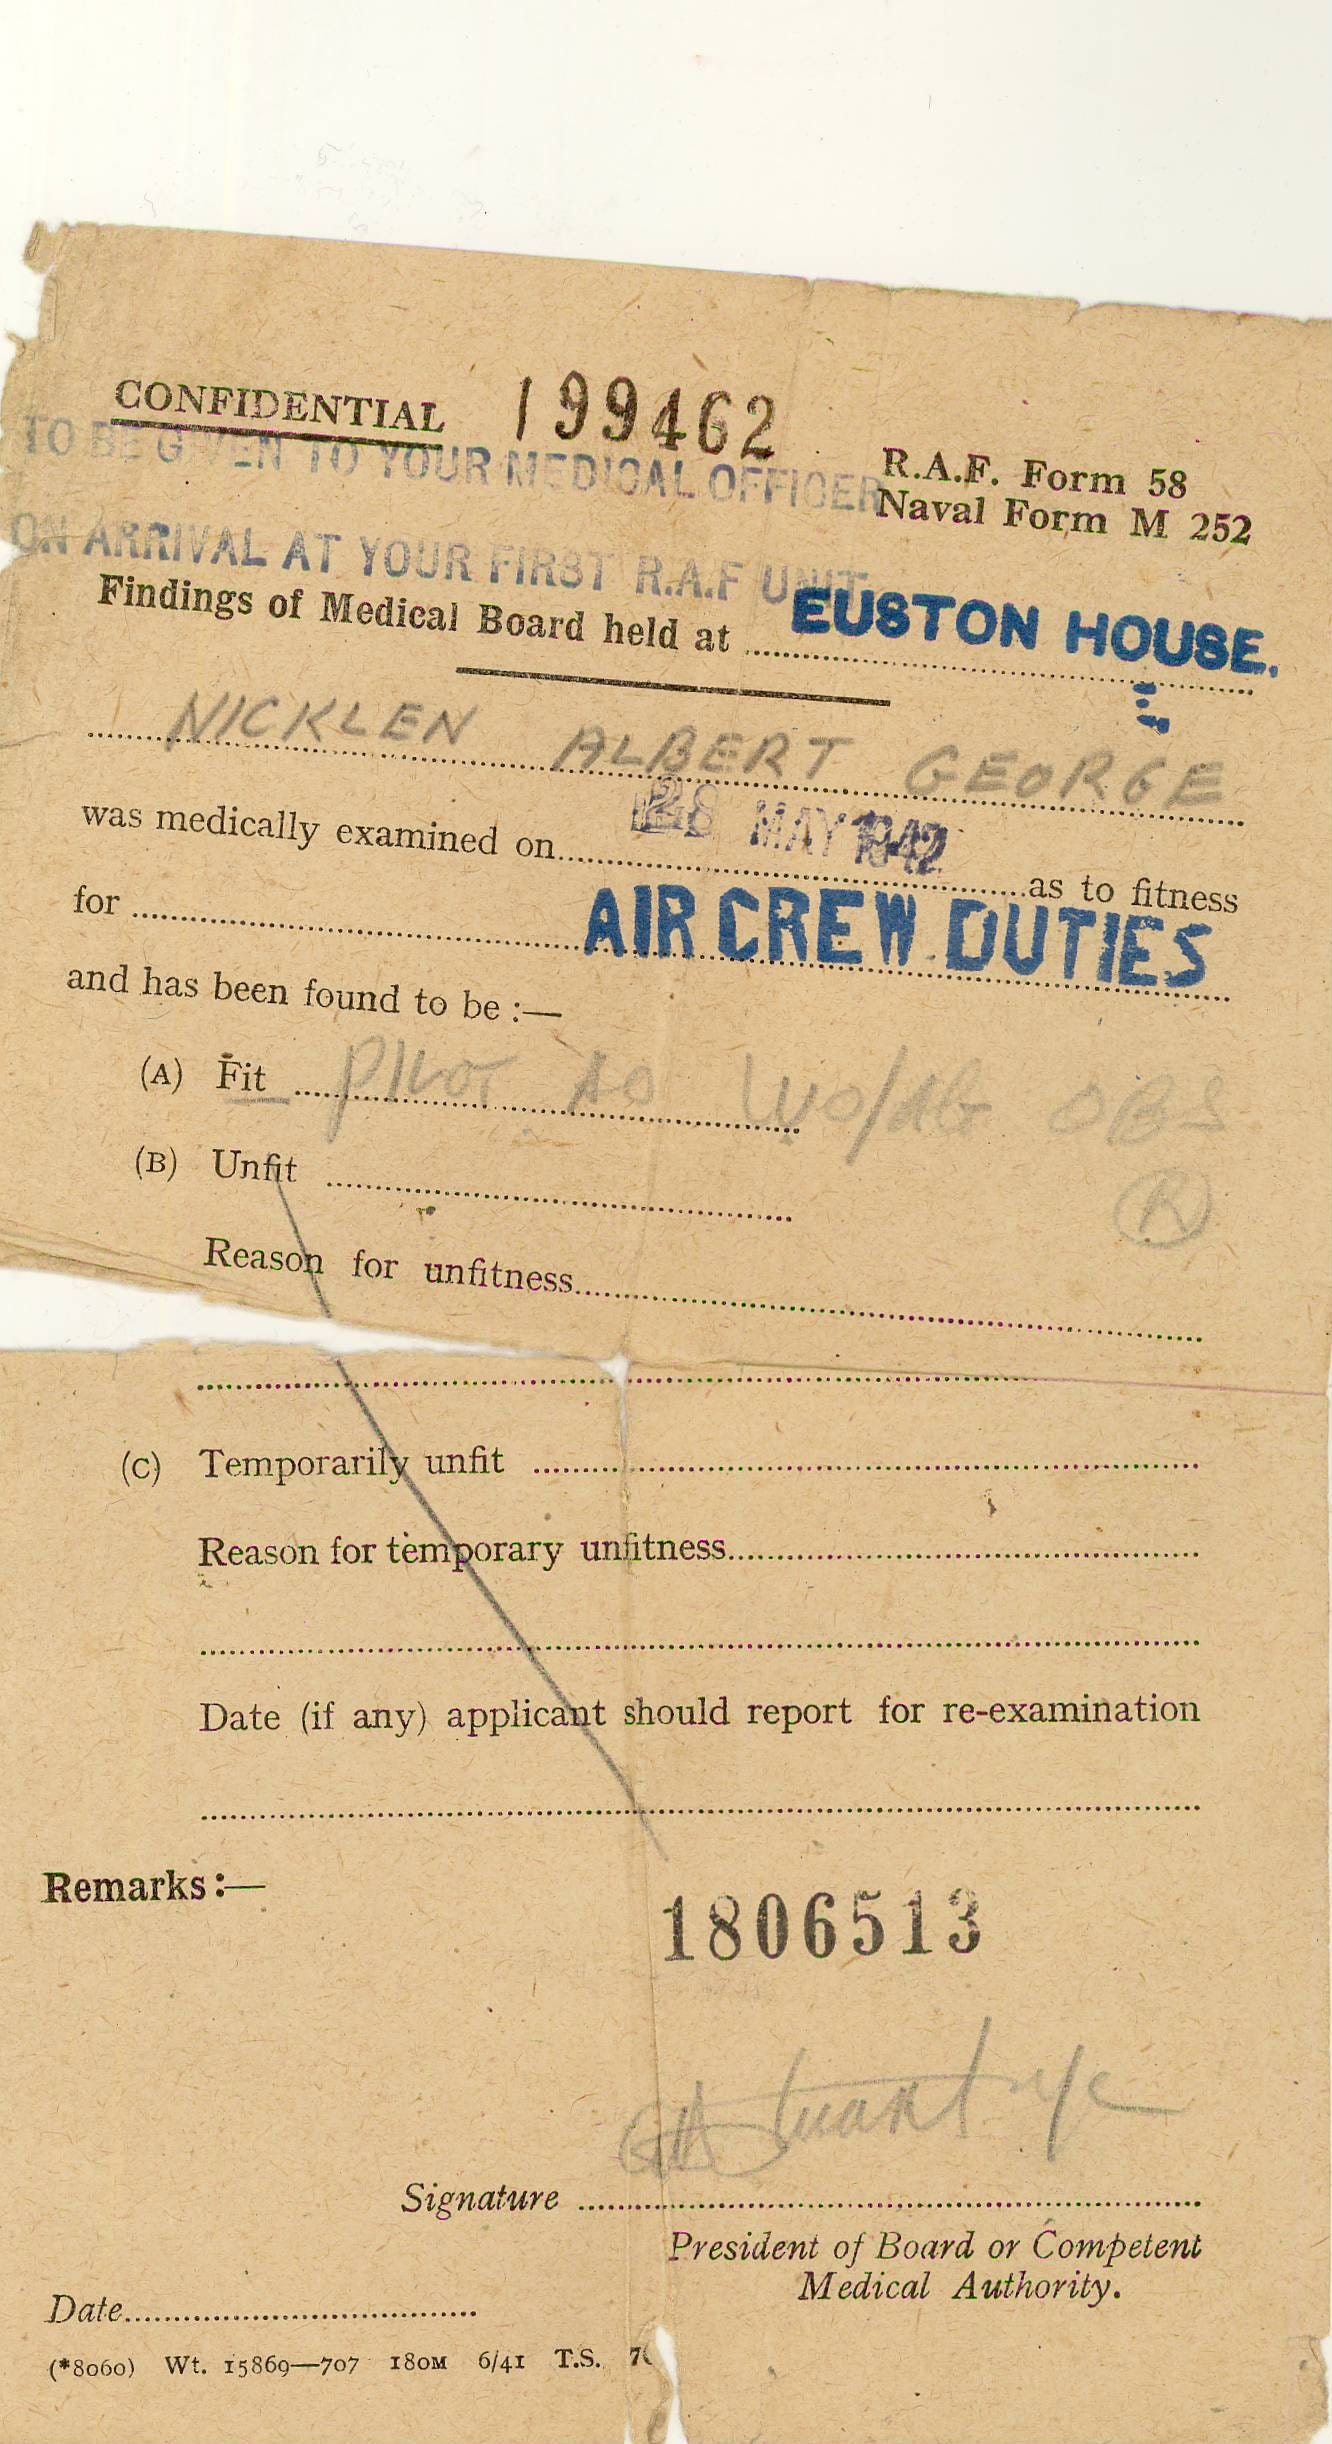 CONFIDENTIAL 199462
TO BE GIVEN TO YOUR MEDICAL OFFICER
R.A.F. Form 58
Naval Form M 252
ON ARRIVAL AT YOUR FIRST R.A.F UNIT
Findings of Medical Board held at EUSTON HOUSE.
NICKLEN ALBERT GEORGE
was medically examined on 28 MAY 1942 as to fitness
for AIR CREW DUTIES
and has been found to be :—
(A) Fit PILOT AO WO/AG OBS
(B) Unfit
R
Reason for unfitness
(C) Temporarily unfit
Reason for temporary unfitness
Date (if any) applicant should report for re-examination
Remarks :—
1806513
Signature
President of Board or Competent
Medical Authority.
Date
(*8060) Wt. 15869—707 180M 6/41 T.S.